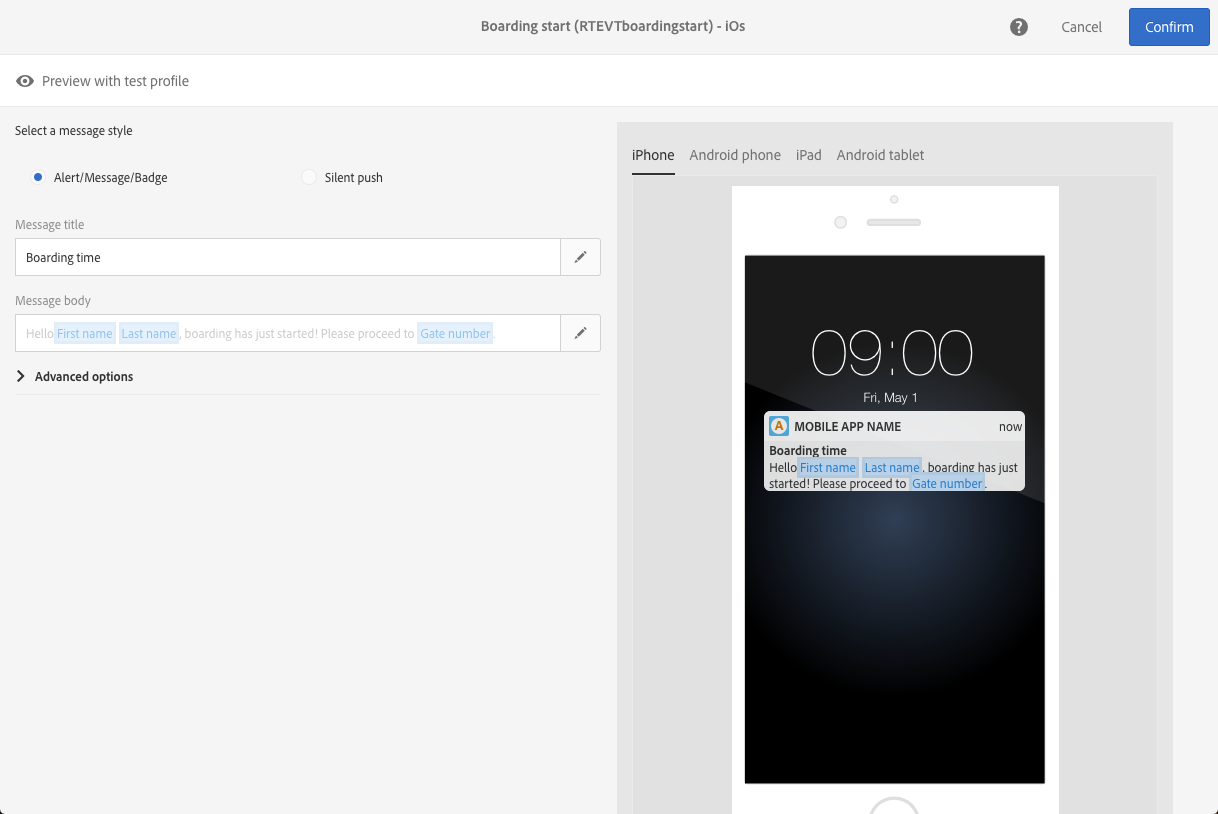 Boarding start (RTEVTboardingstart) - iOs
?
Cancel
Confirm
Preview with test profile
Select a message style
Alert/Message/Badge
Silent push
Message title
Boarding time
Message body
Hello First name Last name, boarding has just started! Please proceed to Gate number.
Advanced options
iPhone
Android phone
iPad
Android tablet
09:00
Fri, May 1
A MOBILE APP NAME
now
Boarding time
Hello First name Last name, boarding has just
started! Please proceed to Gate number.